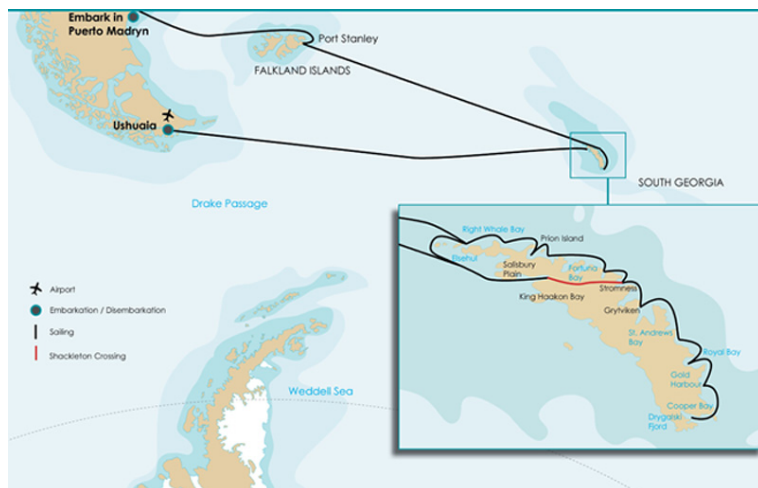 Embark in
Puerto Madryn
Port Stanley
FALKLAND ISLANDS
Ushuaia
SOUTH GEORGIA
Drake Passage
Right Whale Bay
Prion Island
Elsehul
Salisbury
Plain
Fortuna
Bay
Stromness
King Haakon Bay
Grytviken
St. Andrews
Bay
Royal Bay
Gold
Harbour
Cooper Bay
Drygalski
Fjord
Airport
Embarkation / Disembarkation
Sailing
Shackleton Crossing
Weddell Sea